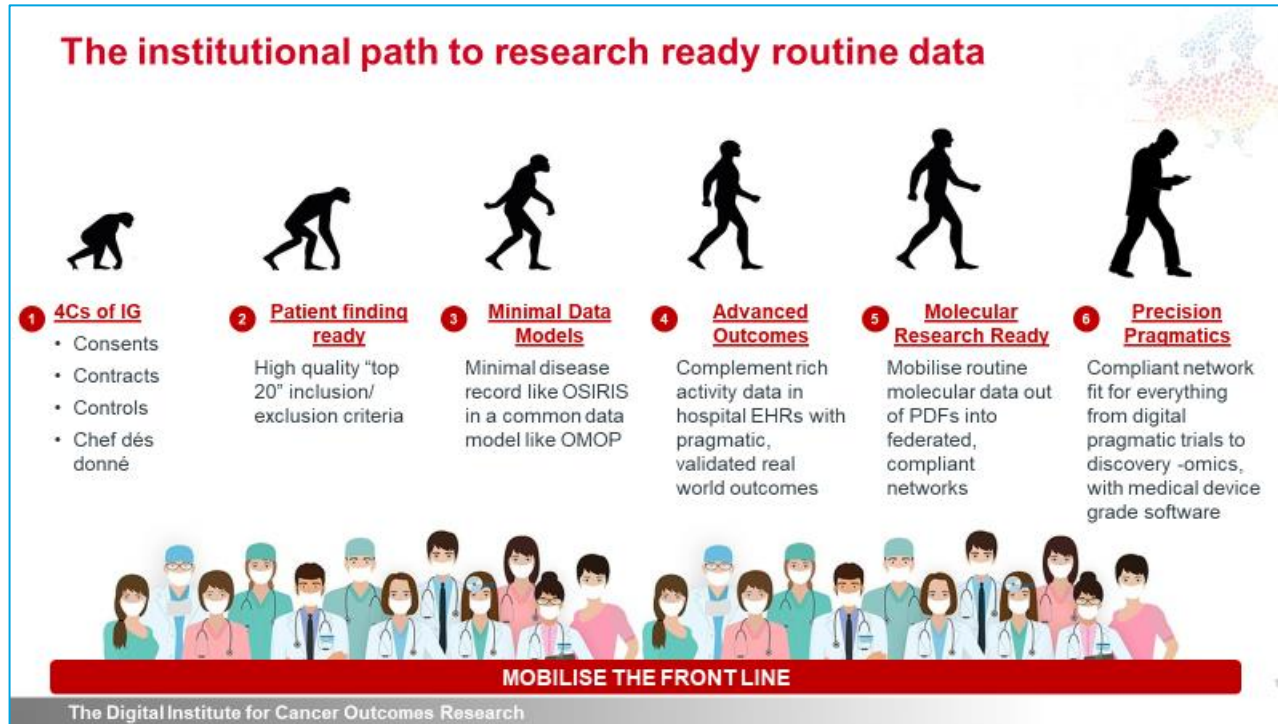 The institutional path to research ready routine data
1
4Cs of IG
• Consents
• Contracts
• Controls
• Chef dés
donné
2
Patient finding
ready
High quality “top
20” inclusion/
exclusion criteria
3
Minimal Data
Models
Minimal disease
record like OSIRIS
in a common data
model like OMOP
4
Advanced
Outcomes
Complement rich
activity data in
hospital EHRs with
pragmatic,
validated real
world outcomes
5
Molecular
Research Ready
Mobilise routine
molecular data out
of PDFs into
federated,
compliant
networks
6
Precision
Pragmatics
Compliant network
fit for everything
from digital
pragmatic trials to
discovery -omics,
with medical device
grade software
MOBILISE THE FRONT LINE
The Digital Institute for Cancer Outcomes Research